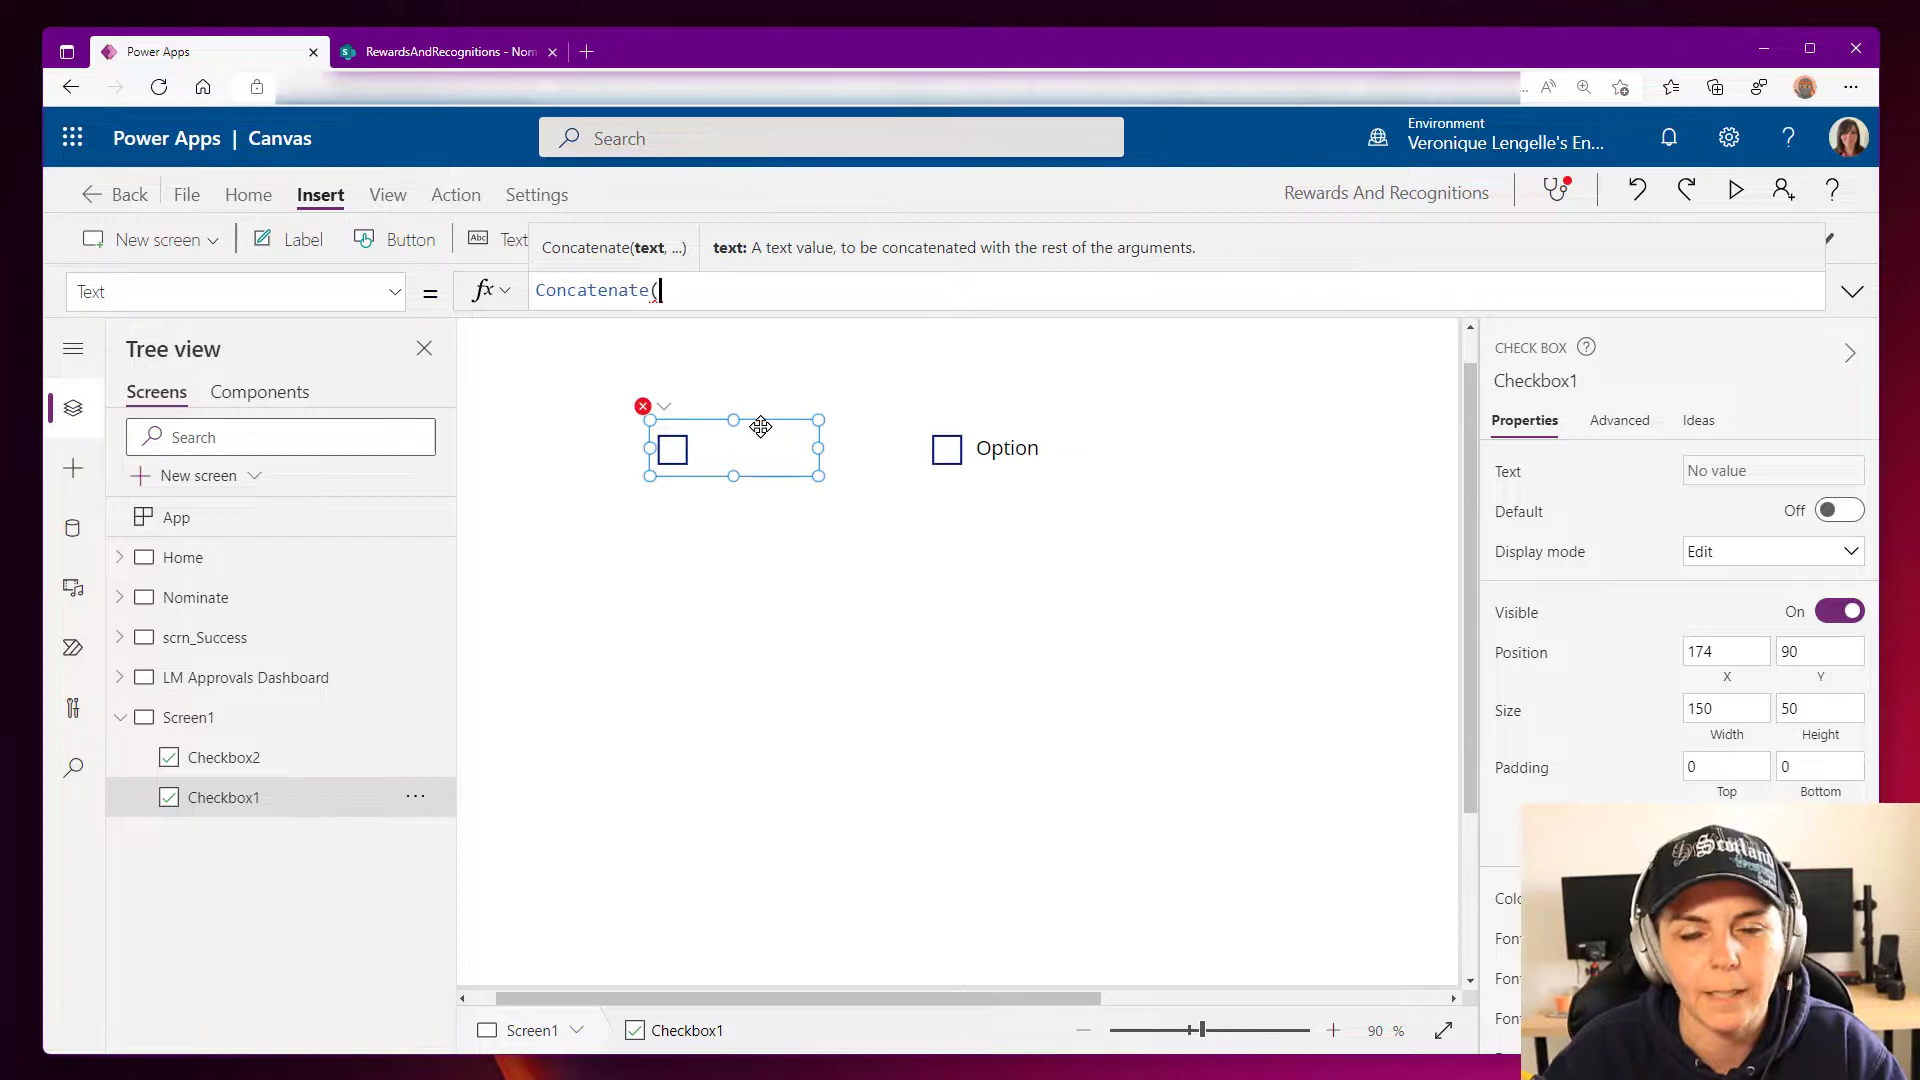 Power Apps
RewardsAndRecognitions - Nom
Power Apps | Canvas
Search
Environment
Veronique Lengelle's En...
Back
File
Home
Insert
View
Action
Settings
Rewards And Recognitions
New screen
Label
Button
Abc
Text
Concatenate(text, ...)
text: A text value, to be concatenated with the rest of the arguments.
Text
=
fx
Concatenate(
Tree view
Screens
Components
Search
New screen
App
Home
Nominate
scrn_Success
LM Approvals Dashboard
Screen1
Checkbox2
Checkbox1
Option
CHECK BOX
Checkbox1
Properties
Advanced
Ideas
Text
No value
Default
Off
Display mode
Edit
Visible
On
Position
174
90
X
Y
Size
150
50
Width
Height
Padding
0
0
Top
Bottom
Scotland
Screen1
Checkbox1
90 %